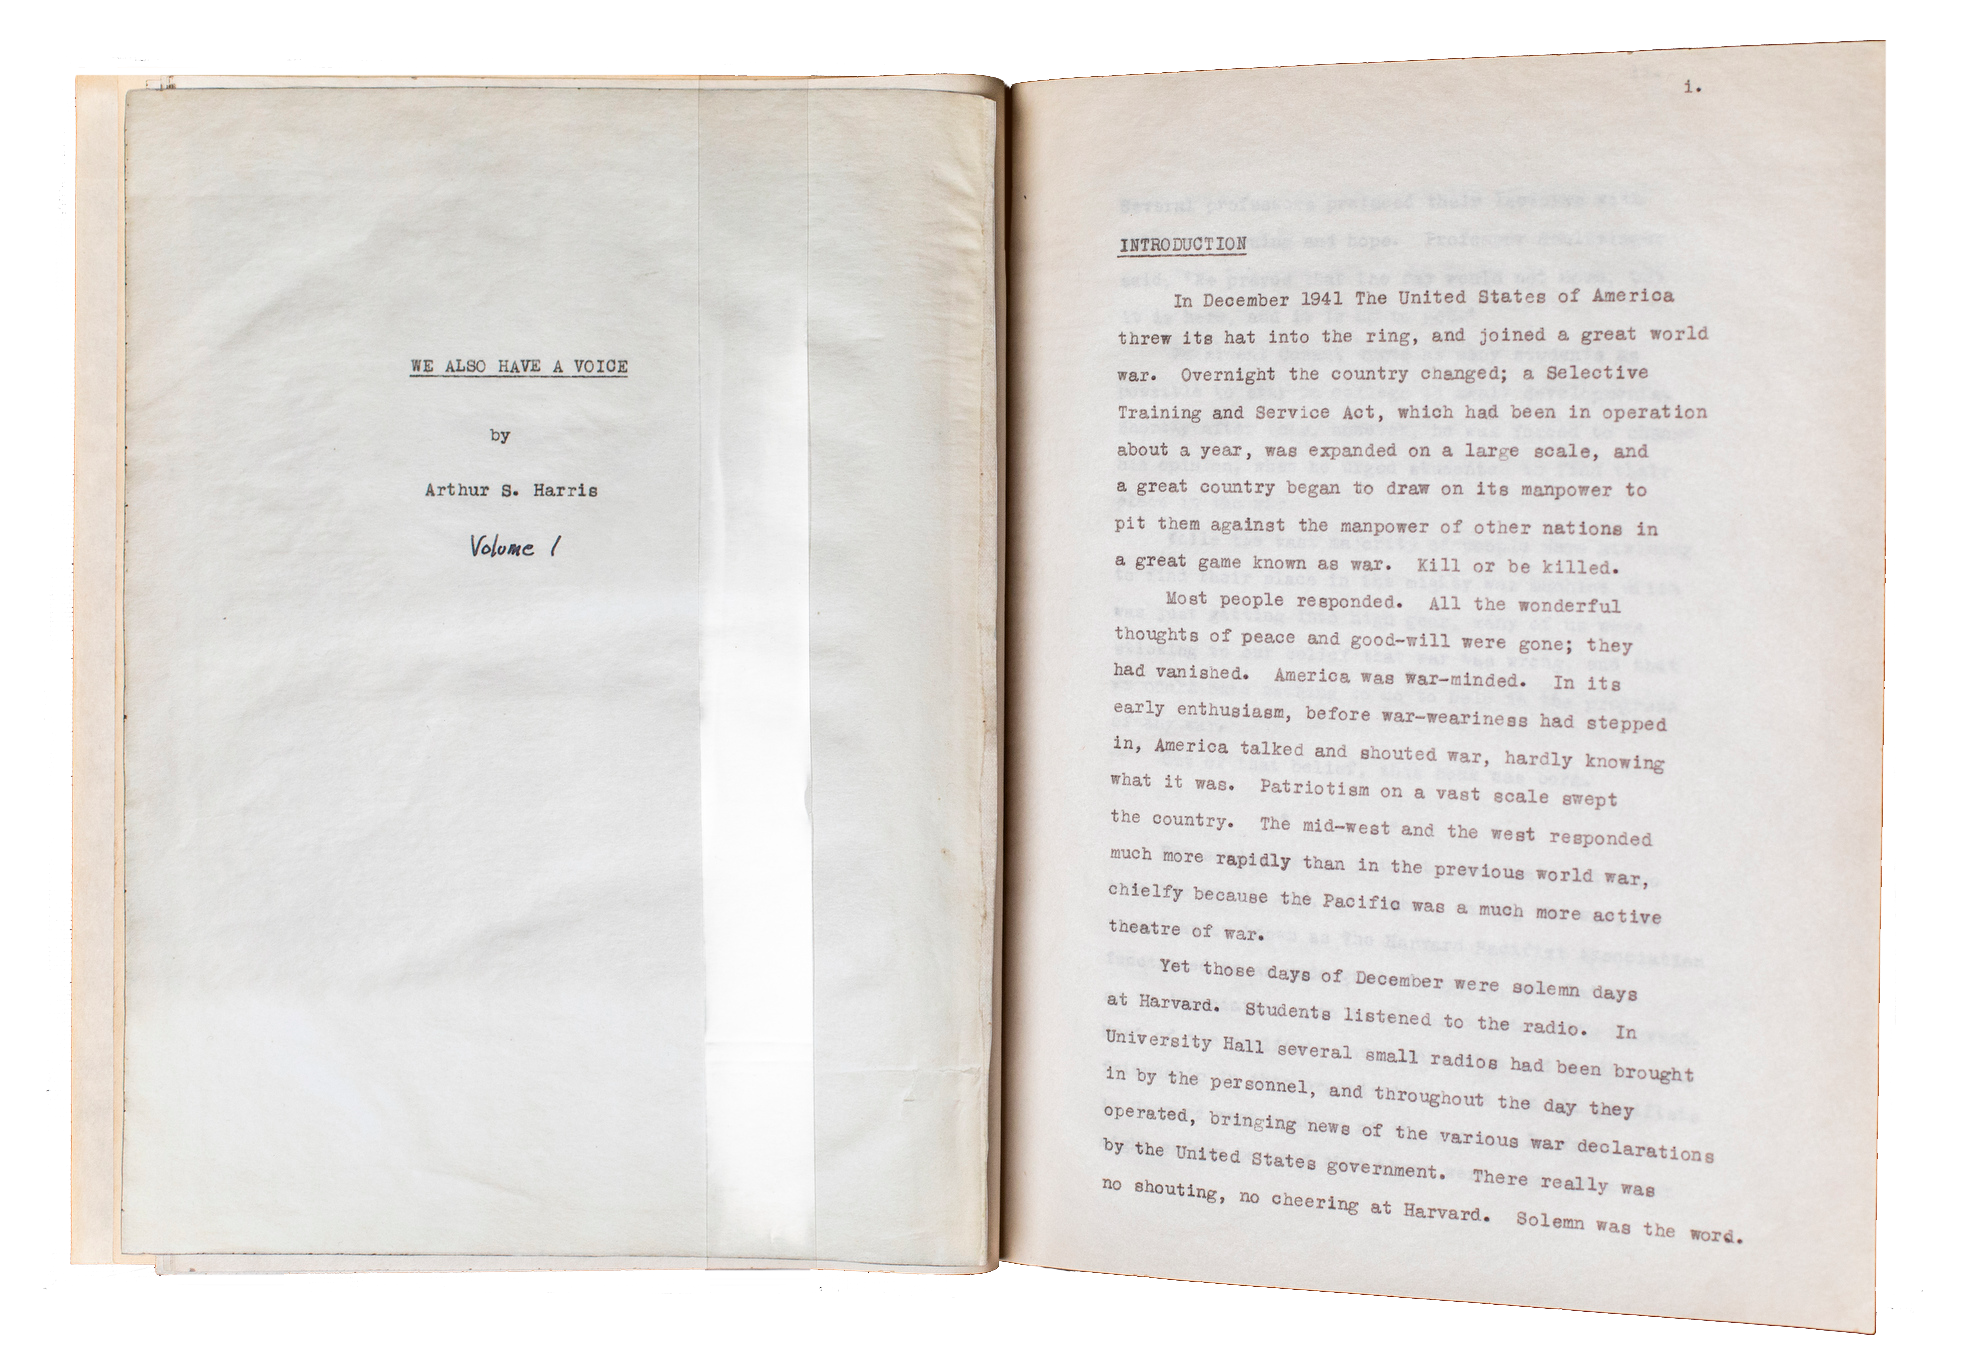 WE ALSO HAVE A VOICE
by
Arthur S. Harris
Volume 1
i.
INTRODUCTION
In December 1941 The United States of America
threw its hat into the ring, and joined a great world
war. Overnight the country changed; a Selective
Training and Service Act, which had been in operation
about a year, was expanded on a large scale, and
a great country began to draw on its manpower to
pit them against the manpower of other nations in
a great game known as war. Kill or be killed.
Most people responded. All the wonderful
thoughts of peace and good-will were gone; they
had vanished. America was war-minded. In its
early enthusiasm, before war-weariness had stepped
in, America talked and shouted war, hardly knowing
what it was. Patriotism on a vast scale swept
the country. The mid-west and the west responded
much more rapidly than in the previous world war,
chielfy because the Pacific was a much more active
theatre of war.
Yet those days of December were solemn days
at Harvard. Students listened to the radio. In
University Hall several small radios had been brought
in by the personnel, and throughout the day they
operated, bringing news of the various war declarations
by the United States government. There really was
no shouting, no cheering at Harvard. Solemn was the word.